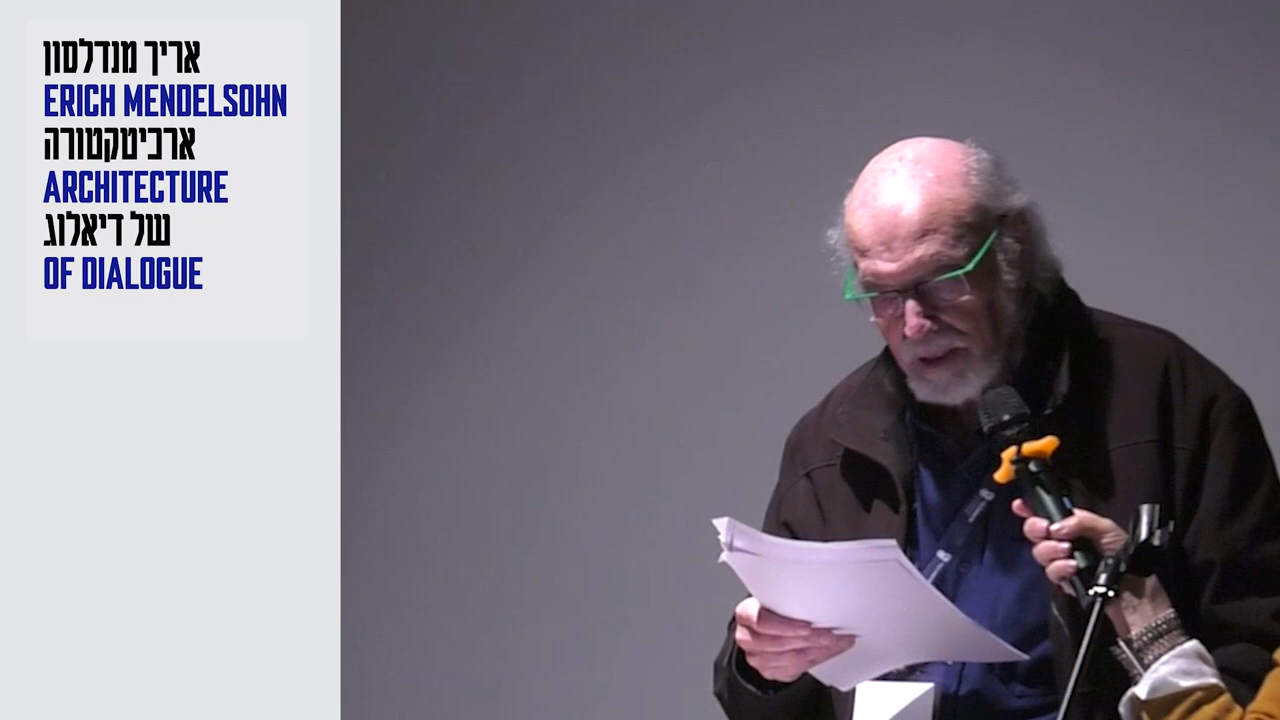 אריך מנדלסון
ERICH MENDELSOHN
ארכיטקטורה
ARCHITECTURE
של דיאלוג
OF DIALOGUE